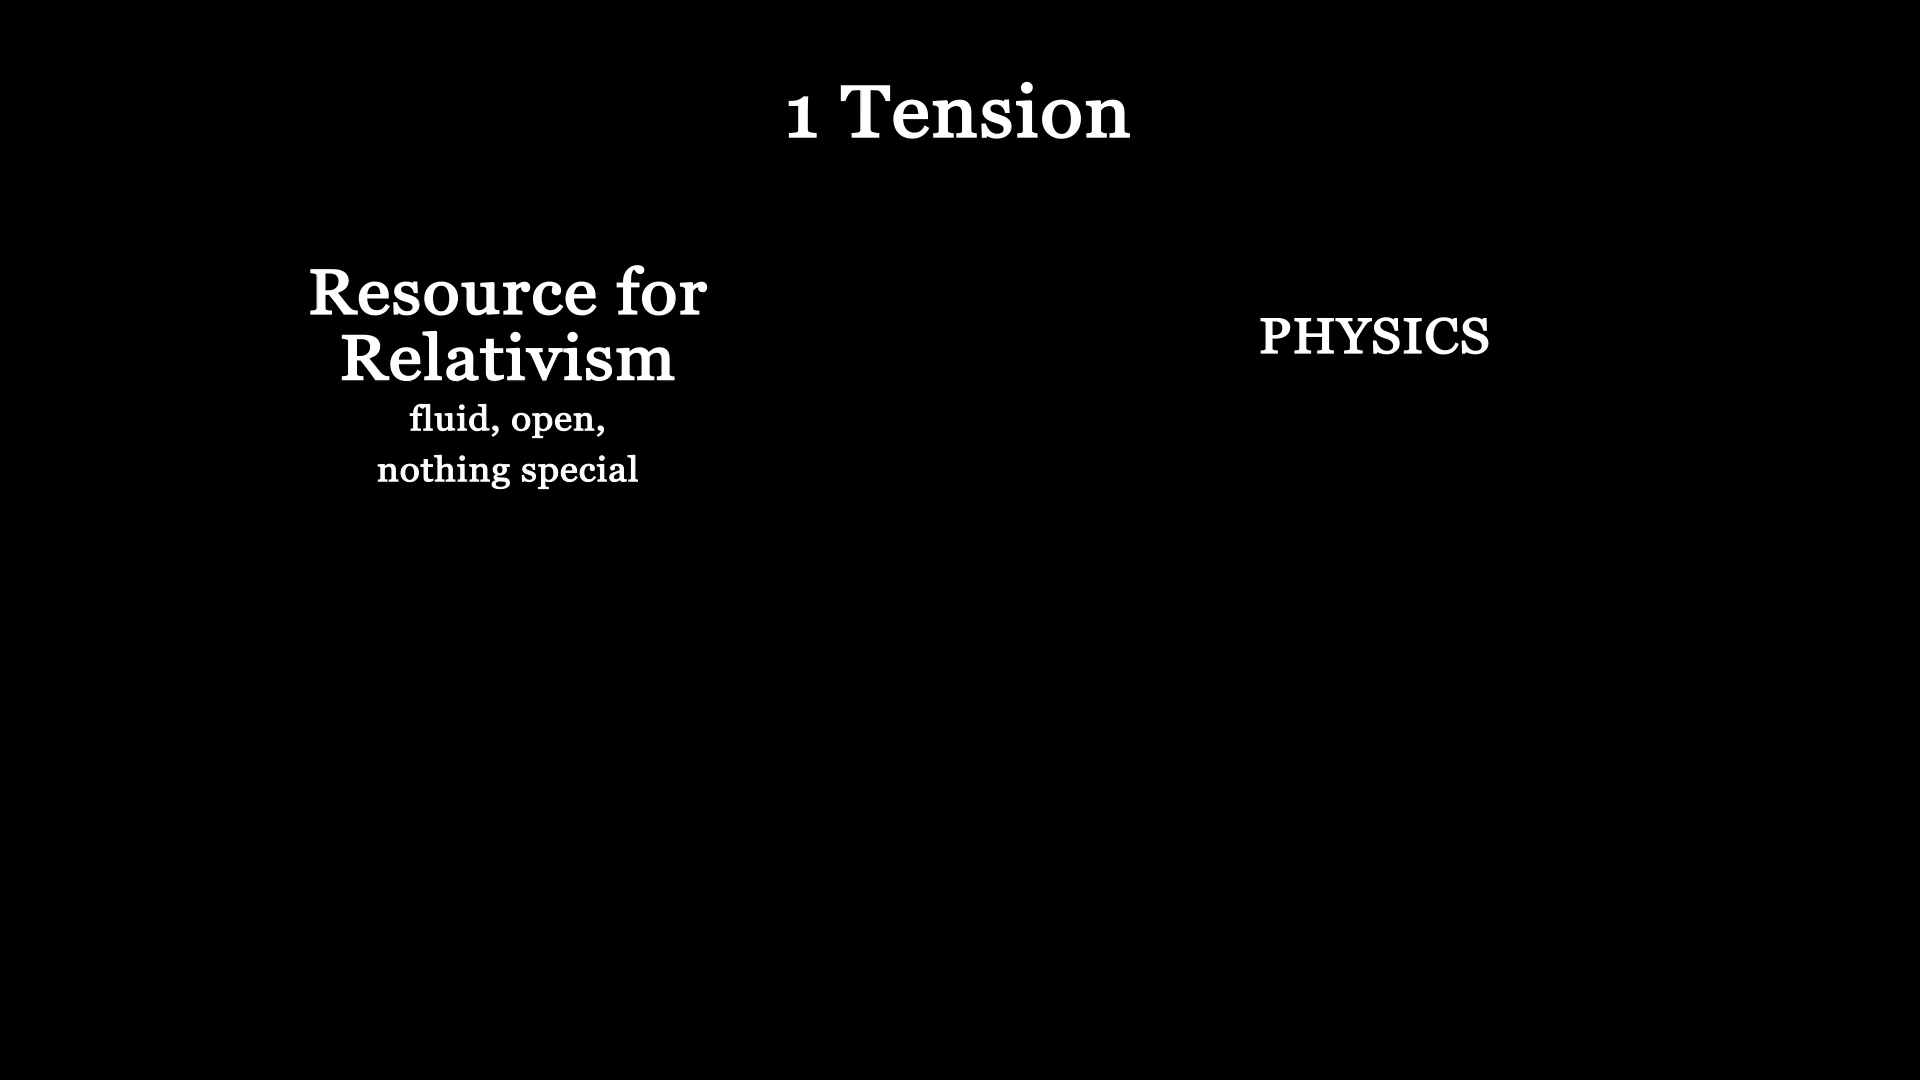 1 Tension
Resource for
Relativism
fluid, open,
nothing special
PHYSICS